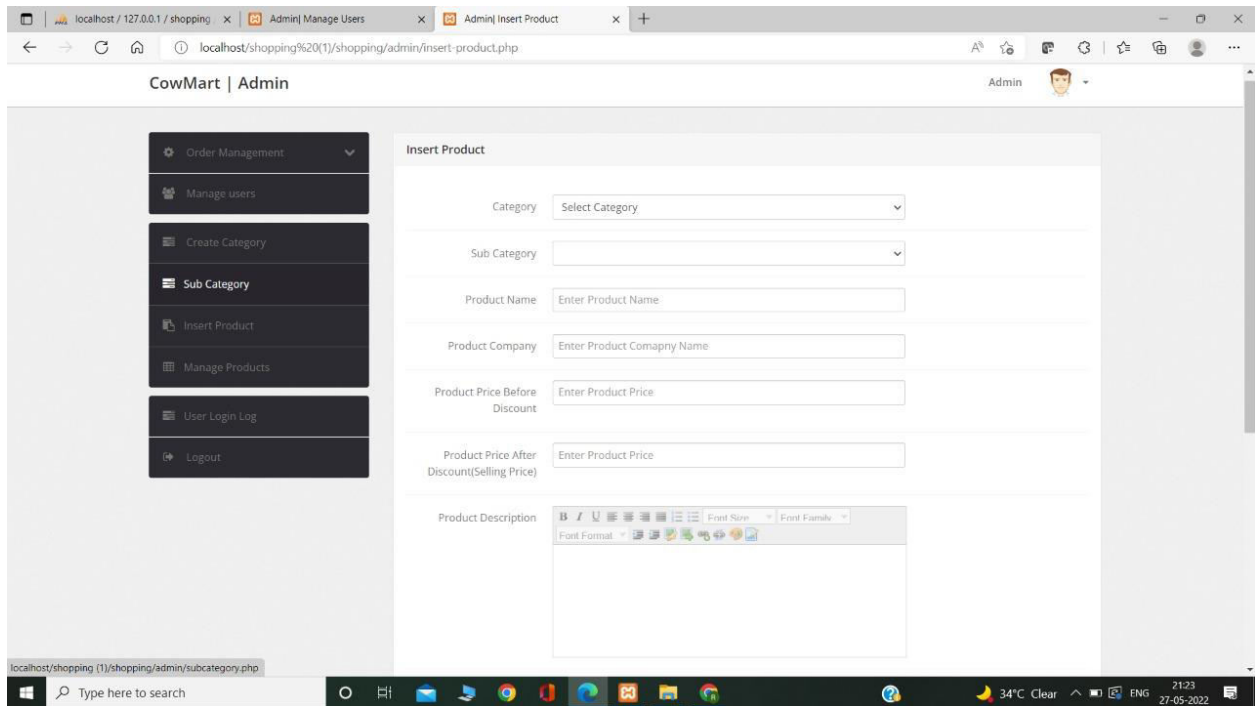 localhost / 127.0.0.1 / shopping
Admin| Manage Users
Admin| Insert Product
localhost/shopping%20(1)/shopping/admin/insert-product.php
CowMart | Admin
Admin
Order Management
Manage users
Create Category
Sub Category
Insert Product
Manage Products
User Login Log
Logout
Insert Product
Category
Select Category
Sub Category
Product Name
Enter Product Name
Product Company
Enter Product Comapny Name
Product Price Before
Discount
Enter Product Price
Product Price After
Discount(Selling Price)
Enter Product Price
Product Description
B I U Font Size Font Family
Font Format
localhost/shopping (1)/shopping/admin/subcategory.php
Type here to search
34°C Clear
ENG
21:23
27-05-2022